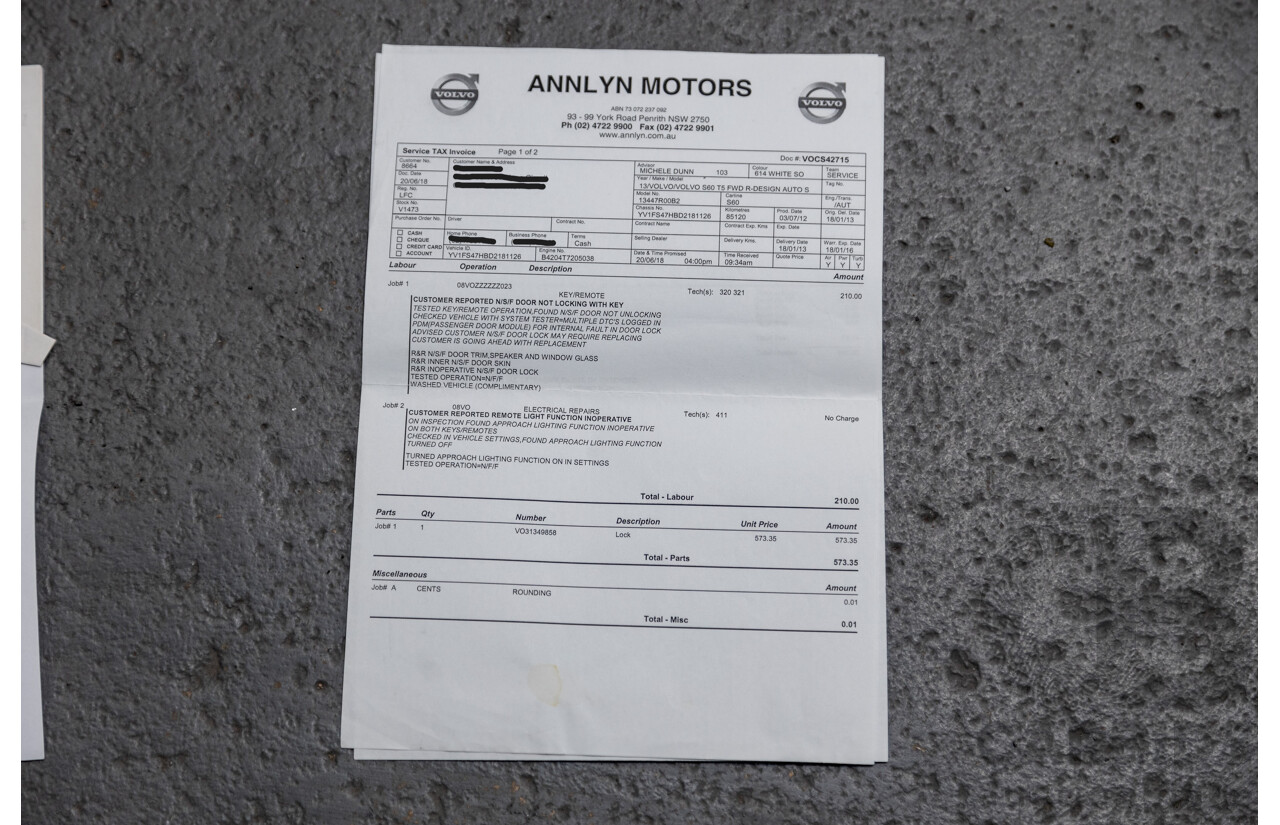 VOLVO
ANNLYN MOTORS
VOLVO
ABN 73 072 237 092
93 - 99 York Road Penrith NSW 2750
Ph (02) 4722 9900 Fax (02) 4722 9901
www.annlyn.com.au
Service TAX Invoice Page 1 of 2 Doc #: VOCS42715
Customer No. Customer Name & Address Advisor Colour Team
8664 MICHELE DUNN 103 614 WHITE SO SERVICE
Doc. Date Year / Make / Model Tag No.
20/06/18 13/VOLVO/VOLVO S60 T5 FWD R-DESIGN AUTO S
Reg. No. Model No. Carline Eng./Trans.
LFC 13447R00B2 S60 /AUT
Stock No. Chassis No. Kilometres Prod. Date Orig. Del. Date
V1473 YV1FS47HBD2181126 85120 03/07/12 18/01/13
Purchase Order No. Driver Contract No. Contract Name Contract Exp. Kms Exp. Date
CASH Home Phone Business Phone Terms Selling Dealer Delivery Kms. Delivery Date Warr. Exp. Date
CHEQUE Cash 18/01/13 18/01/16
CREDIT CARD Vehicle ID. Engine No. Date & Time Promised Time Received Quote Price Air Pwr Turb
ACCOUNT YV1FS47HBD2181126 B4204T7205038 20/06/18 04:00pm 09:34am Y Y Y
Labour Operation Description Amount
Job# 1 08VOZZZZZZ023 KEY/REMOTE Tech(s): 320 321 210.00
CUSTOMER REPORTED N/S/F DOOR NOT LOCKING WITH KEY
TESTED KEY/REMOTE OPERATION,FOUND N/S/F DOOR NOT UNLOCKING
CHECKED VEHICLE WITH SYSTEM TESTER=MULTIPLE DTC'S LOGGED IN
PDM(PASSENGER DOOR MODULE) FOR INTERNAL FAULT IN DOOR LOCK
ADVISED CUSTOMER N/S/F DOOR LOCK MAY REQUIRE REPLACING
CUSTOMER IS GOING AHEAD WITH REPLACEMENT
R&R N/S/F DOOR TRIM,SPEAKER AND WINDOW GLASS
R&R INNER N/S/F DOOR SKIN
R&R INOPERATIVE N/S/F DOOR LOCK
TESTED OPERATION=N/F/F
WASHED VEHICLE (COMPLIMENTARY)
Job# 2 08VO ELECTRICAL REPAIRS Tech(s): 411 No Charge
CUSTOMER REPORTED REMOTE LIGHT FUNCTION INOPERATIVE
ON INSPECTION FOUND APPROACH LIGHTING FUNCTION INOPERATIVE
ON BOTH KEYS/REMOTES
CHECKED IN VEHICLE SETTINGS,FOUND APPROACH LIGHTING FUNCTION
TURNED OFF
TURNED APPROACH LIGHTING FUNCTION ON IN SETTINGS
TESTED OPERATION=N/F/F
Total - Labour 210.00
Parts Qty Number Description Unit Price Amount
Job# 1 1 VO31349858 Lock 573.35 573.35
Total - Parts 573.35
Miscellaneous Amount
Job# A CENTS ROUNDING 0.01
Total - Misc 0.01